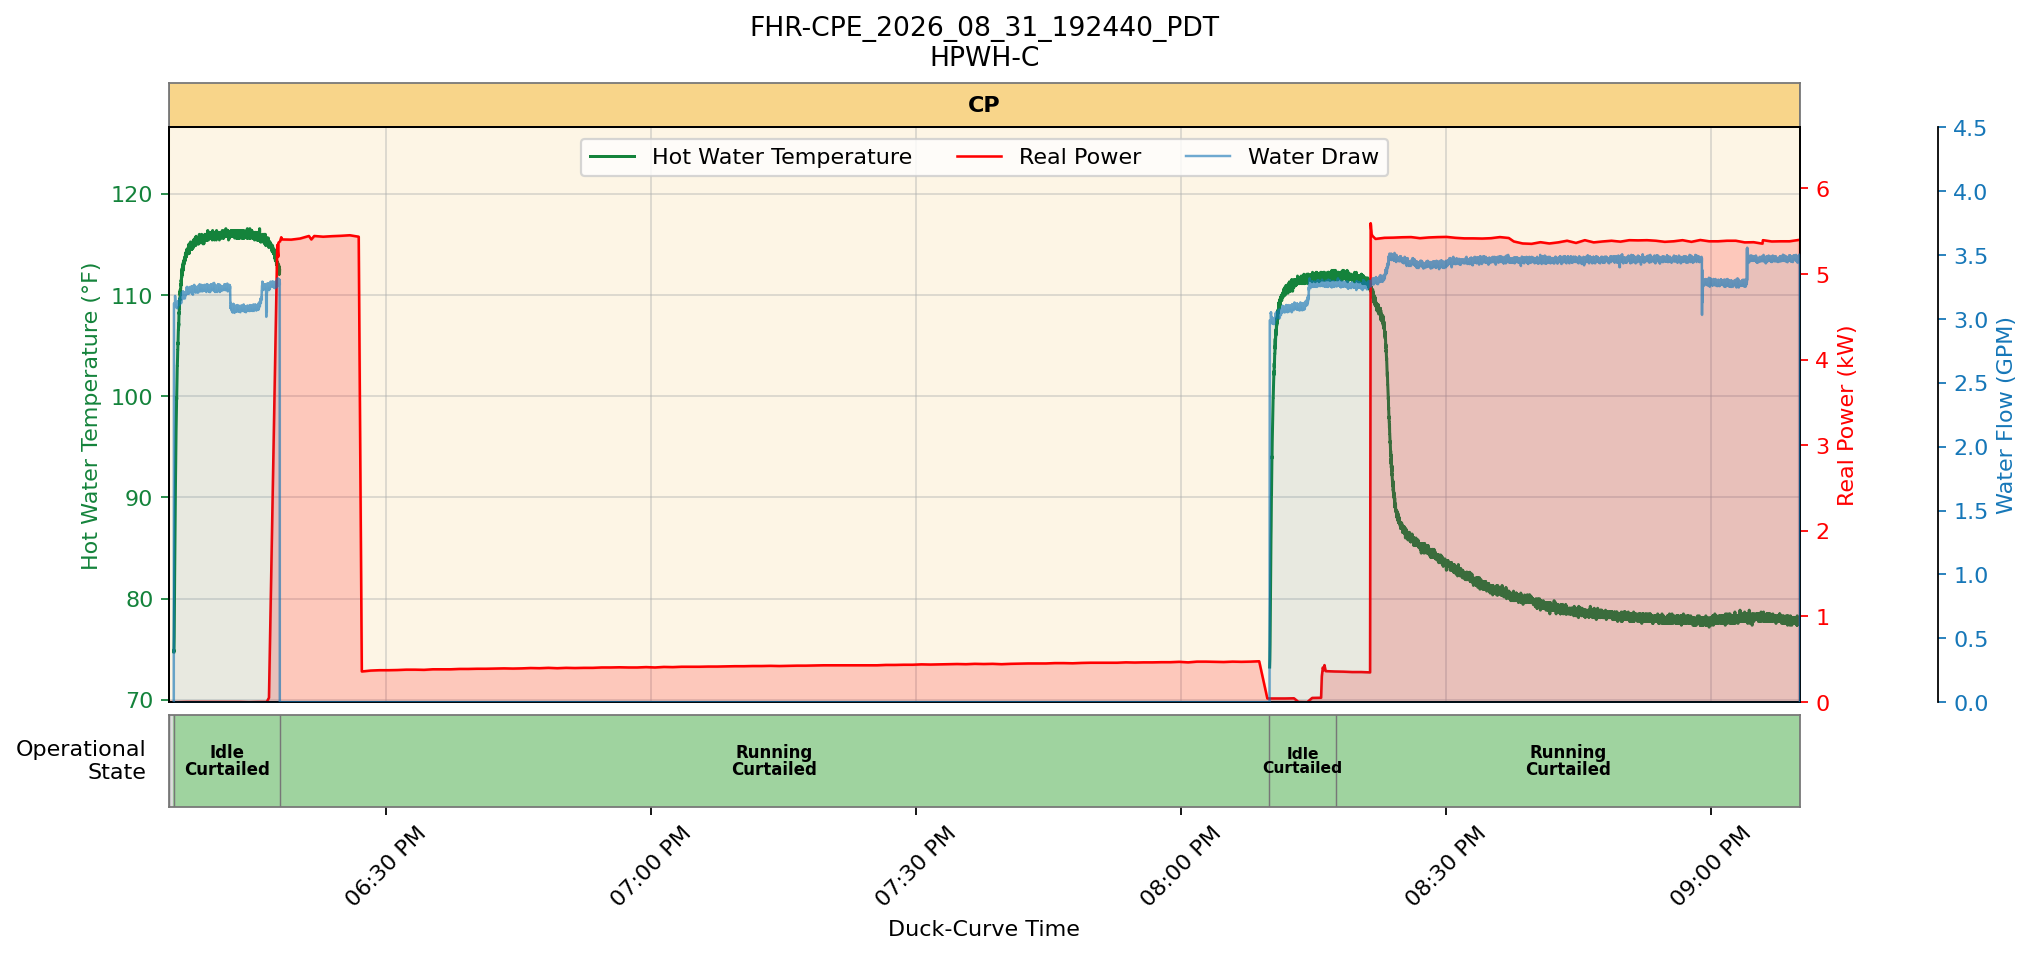 FHR-CPE_2026_08_31_192440_PDT
HPWH-C
CP
Hot Water Temperature
Real Power
Water Draw
120
110
100
90
80
70
Hot Water Temperature (°F)
6
5
4
3
2
1
0
Real Power (kW)
4.5
4.0
3.5
3.0
2.5
2.0
1.5
1.0
0.5
0.0
Water Flow (GPM)
Operational
State
Idle
Curtailed
Running
Curtailed
Idle
Curtailed
Running
Curtailed
06:30 PM
07:00 PM
07:30 PM
08:00 PM
08:30 PM
09:00 PM
Duck-Curve Time